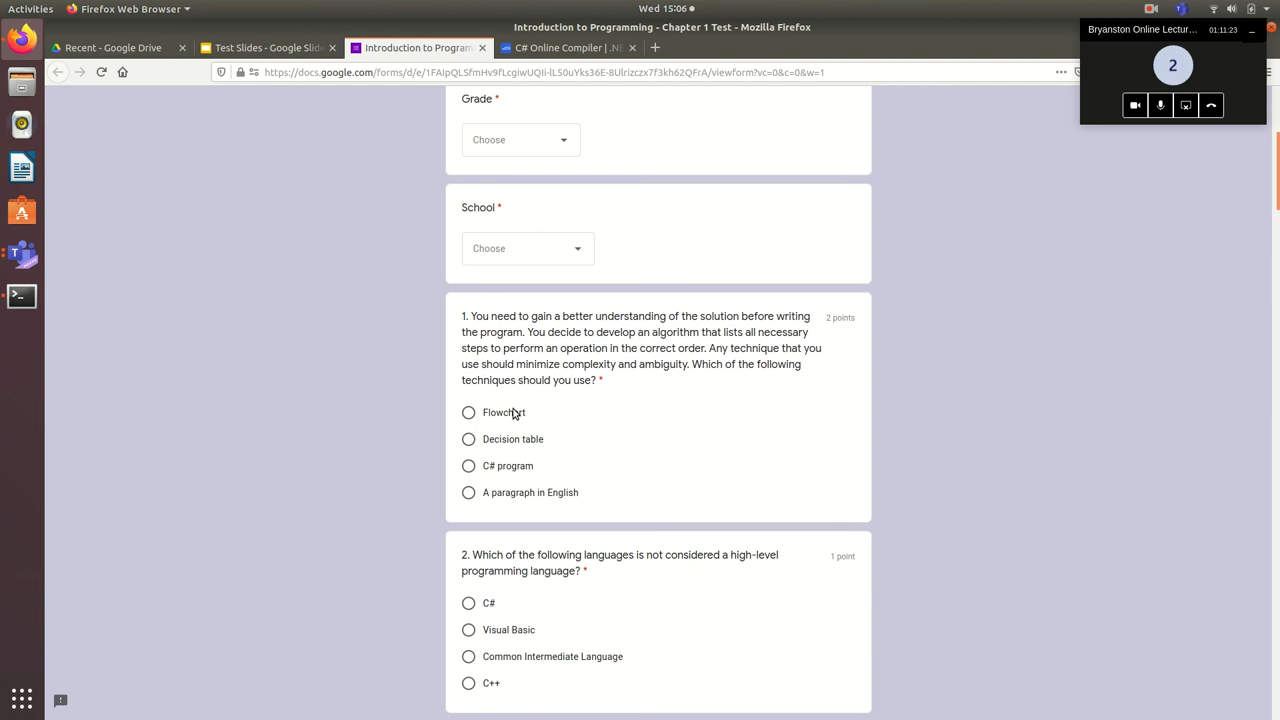 Activities
Firefox Web Browser
Wed 15:06
Introduction to Programming - Chapter 1 Test - Mozilla Firefox
Recent - Google Drive
Test Slides - Google Slide
Introduction to Program
C# Online Compiler | .NE
https://docs.google.com/forms/d/e/
viewform?vc=0&c=0&w=1
Bryanston Online Lectur...
01:11:23
2
Grade *
Choose
School *
Choose
1. You need to gain a better understanding of the solution before writing
the program. You decide to develop an algorithm that lists all necessary
steps to perform an operation in the correct order. Any technique that you
use should minimize complexity and ambiguity. Which of the following
techniques should you use? *
2 points
Flowchart
Decision table
C# program
A paragraph in English
2. Which of the following languages is not considered a high-level
programming language? *
1 point
C#
Visual Basic
Common Intermediate Language
C++